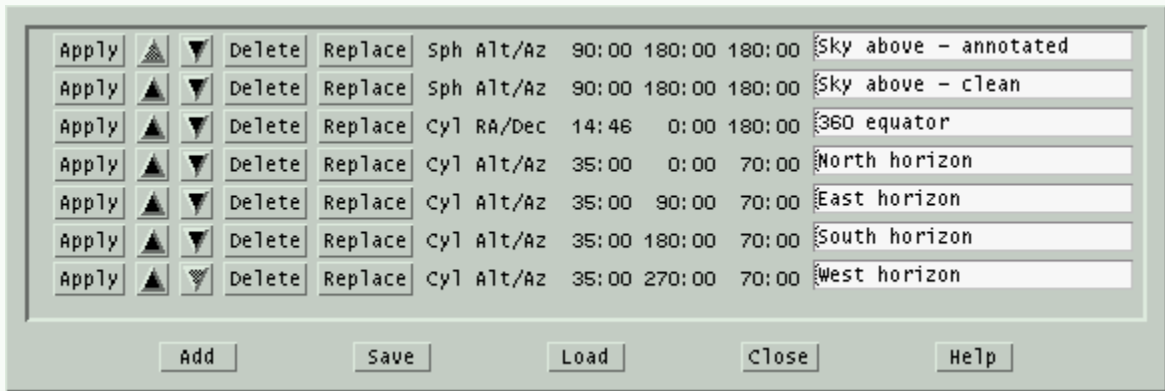 Apply Delete Replace Sph Alt/Az 90:00 180:00 180:00 Sky above - annotated
Apply Delete Replace Sph Alt/Az 90:00 180:00 180:00 Sky above - clean
Apply Delete Replace Cyl RA/Dec 14:46 0:00 180:00 360 equator
Apply Delete Replace Cyl Alt/Az 35:00 0:00 70:00 North horizon
Apply Delete Replace Cyl Alt/Az 35:00 90:00 70:00 East horizon
Apply Delete Replace Cyl Alt/Az 35:00 180:00 70:00 South horizon
Apply Delete Replace Cyl Alt/Az 35:00 270:00 70:00 West horizon
Add Save Load Close Help